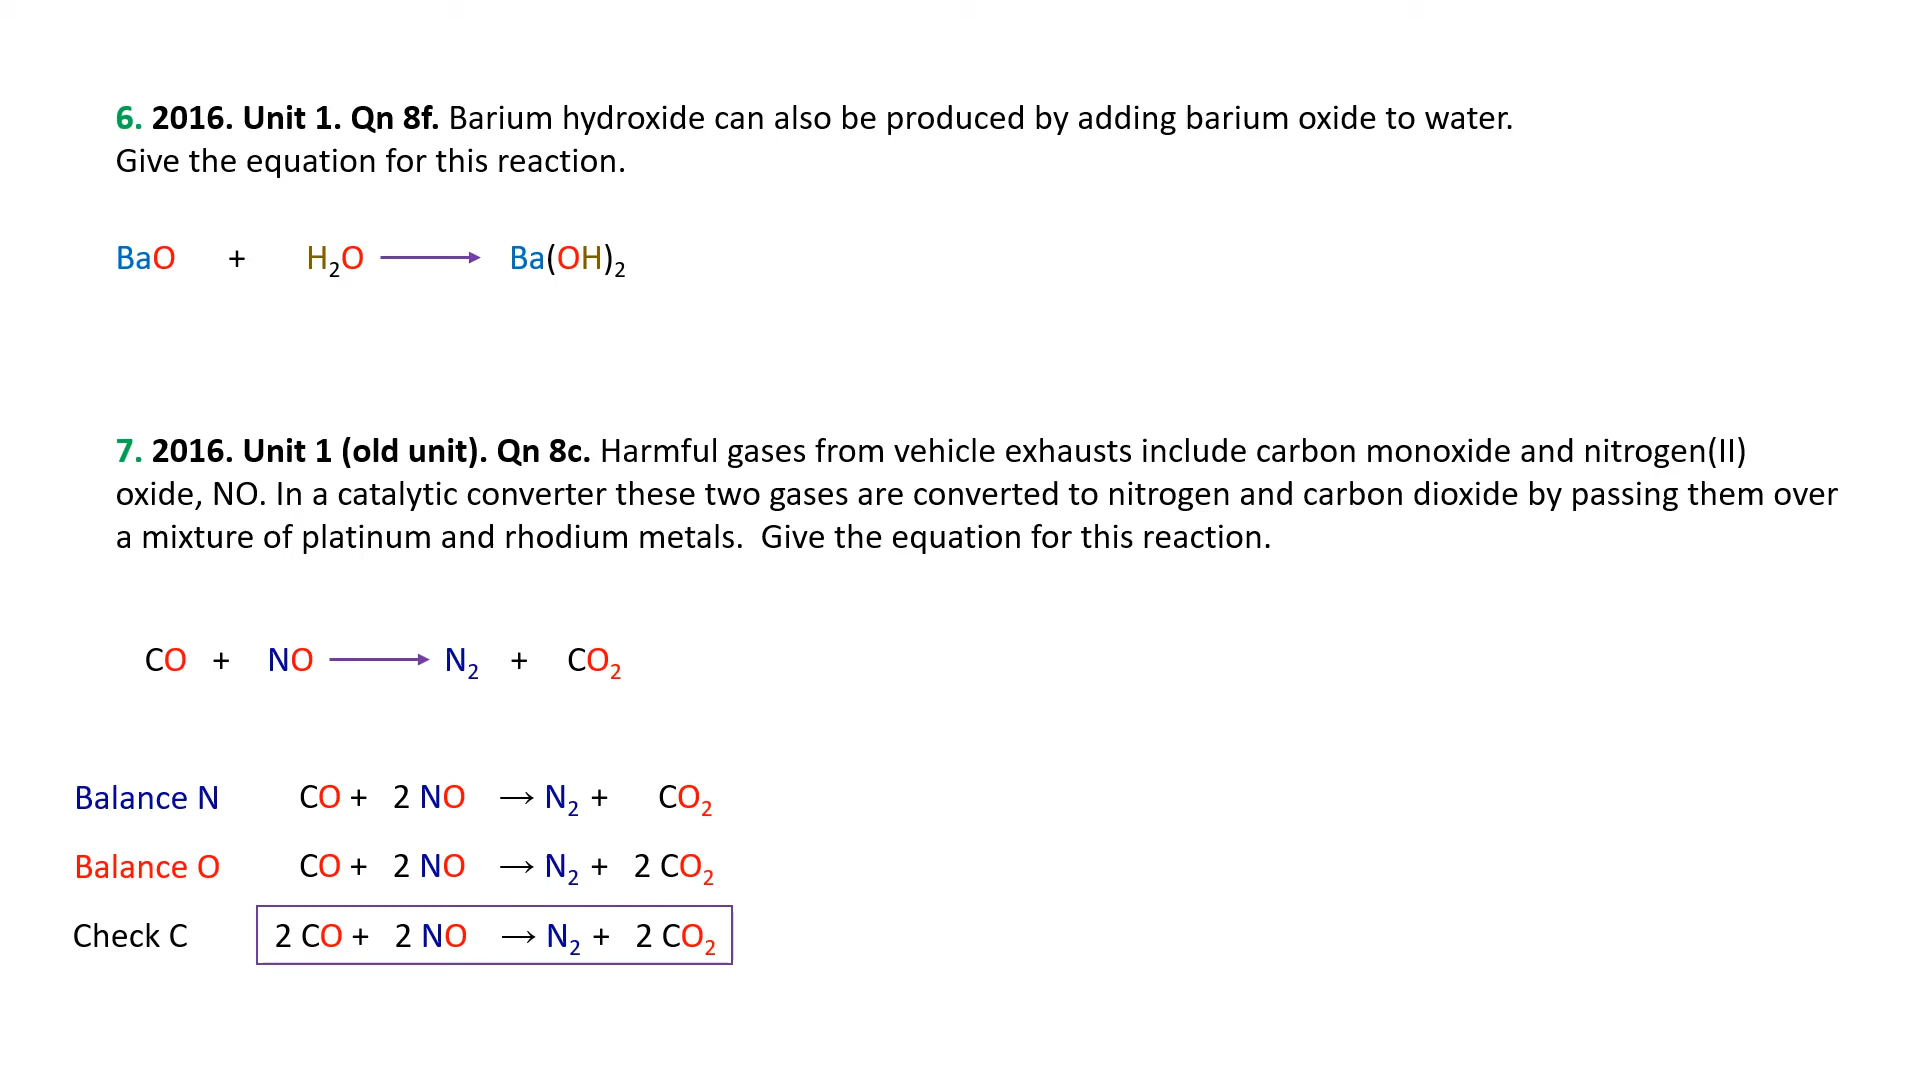 6. 2016. Unit 1. Qn 8f. Barium hydroxide can also be produced by adding barium oxide to water.
Give the equation for this reaction.
BaO + H₂O ⟶ Ba(OH)₂
7. 2016. Unit 1 (old unit). Qn 8c. Harmful gases from vehicle exhausts include carbon monoxide and nitrogen(II)
oxide, NO. In a catalytic converter these two gases are converted to nitrogen and carbon dioxide by passing them over
a mixture of platinum and rhodium metals. Give the equation for this reaction.
CO + NO ⟶ N₂ + CO₂
Balance N CO + 2 NO → N₂ + CO₂
Balance O CO + 2 NO → N₂ + 2 CO₂
Check C 2 CO + 2 NO → N₂ + 2 CO₂